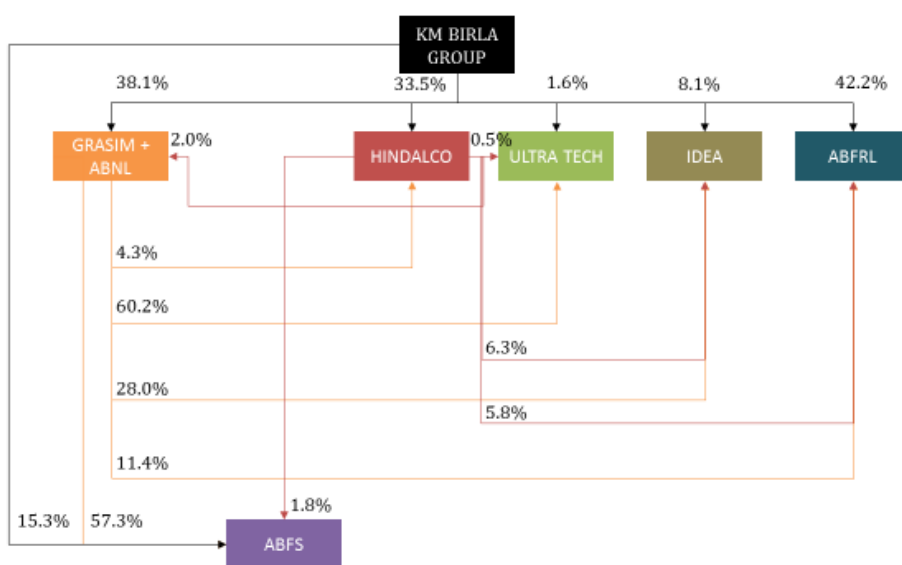 KM BIRLA
GROUP
38.1%
33.5%
1.6%
8.1%
42.2%
GRASIM +
ABNL
2.0%
HINDALCO
0.5%
ULTRA TECH
IDEA
ABFRL
4.3%
60.2%
6.3%
28.0%
5.8%
11.4%
1.8%
15.3%
57.3%
ABFS